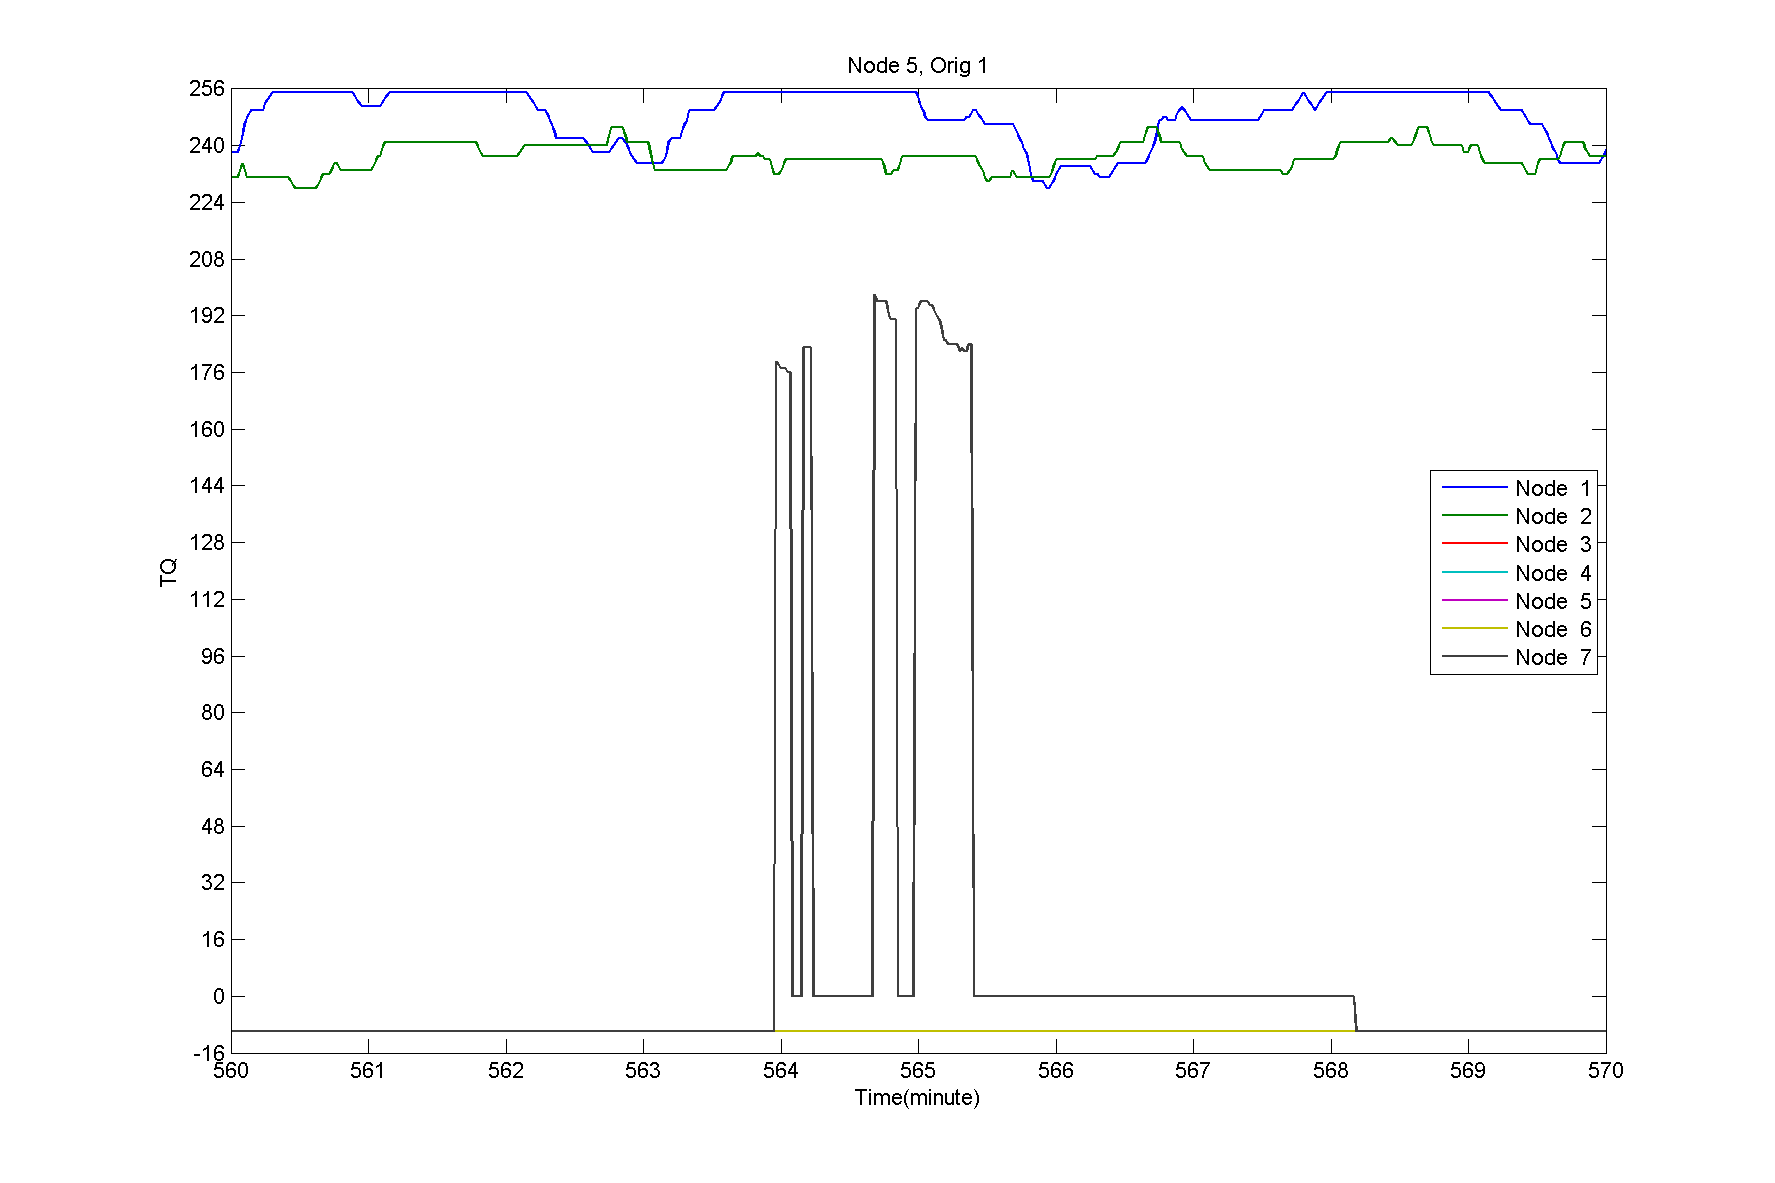 Node 5, Orig 1
256
240
224
208
192
176
160
144
128
112
96
80
64
48
32
16
0
-16
TQ
Node 1
Node 2
Node 3
Node 4
Node 5
Node 6
Node 7
560 561 562 563 564 565 566 567 568 569 570
Time(minute)